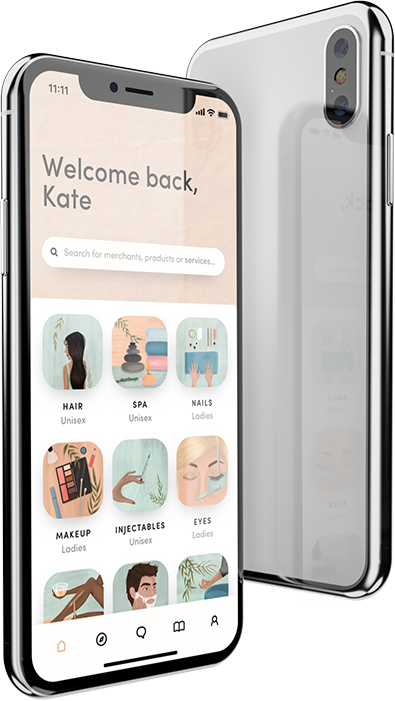 11:11
Welcome back,
Kate
Search for merchants, products or services...
HAIR
Unisex
SPA
Unisex
NAILS
Ladies
MAKEUP
Ladies
INJECTABLES
Unisex
EYES
Ladies